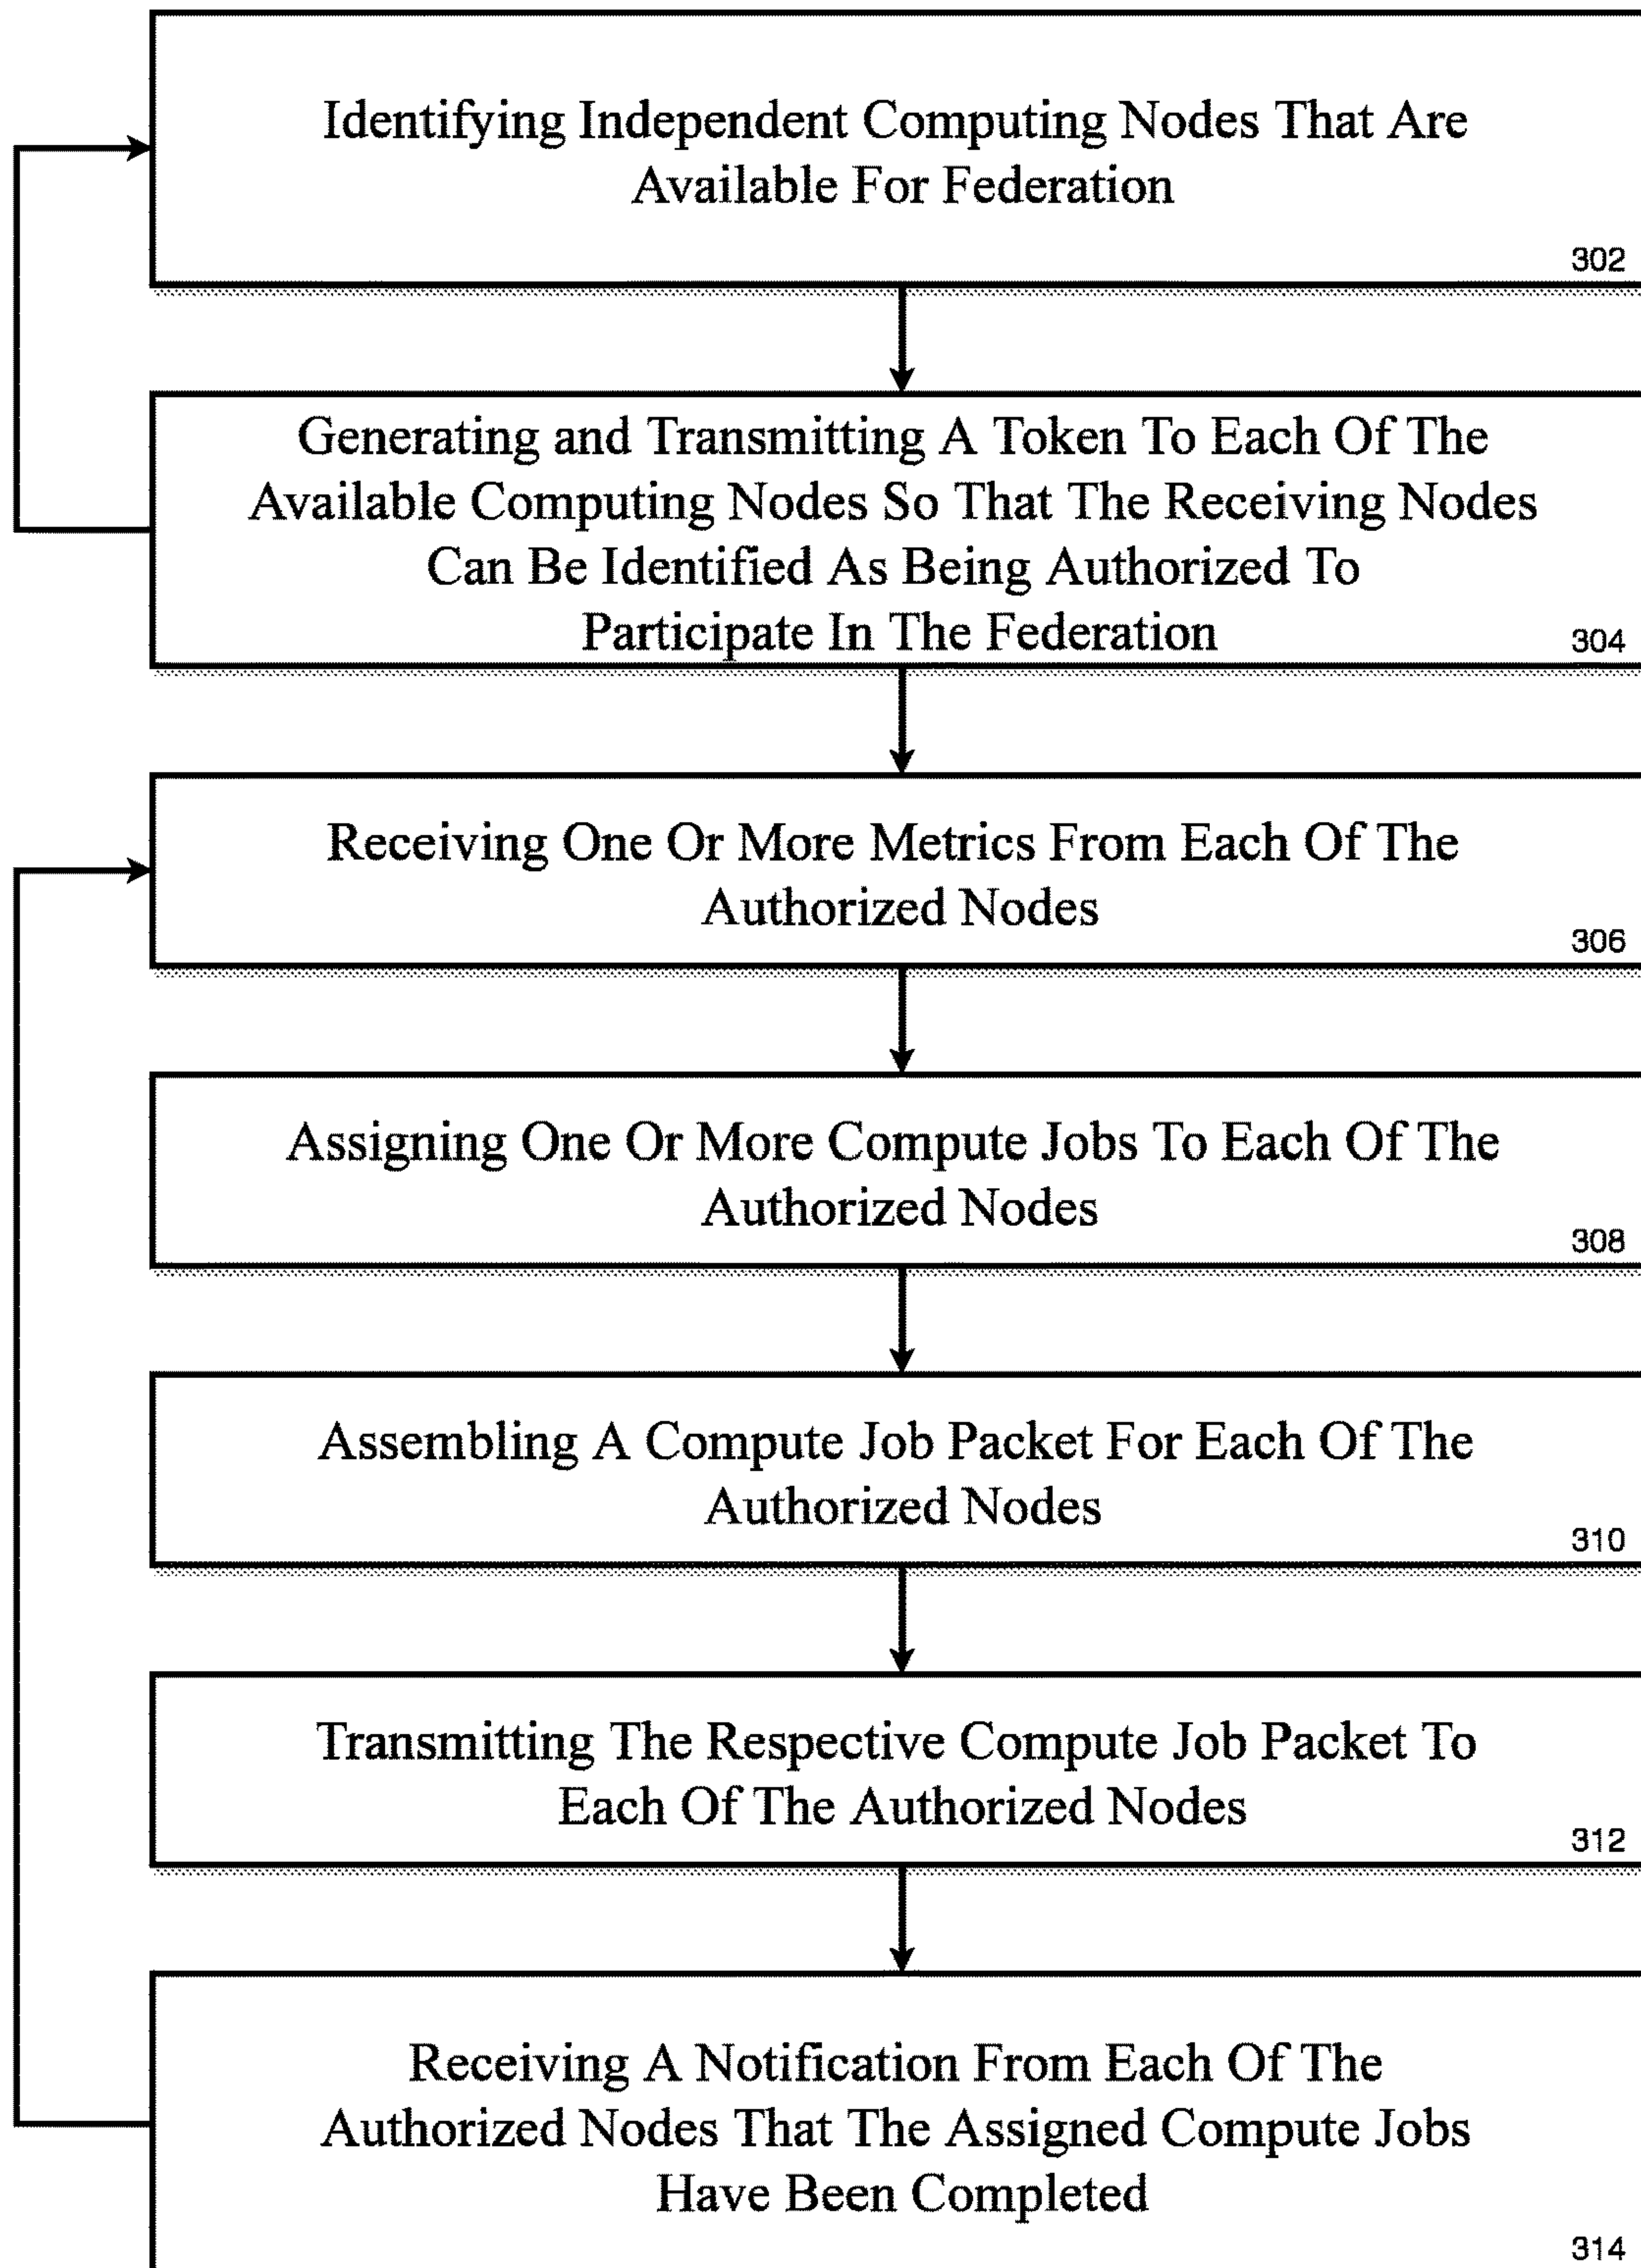 Identifying Independent Computing Nodes That Are
Available For Federation
302
Generating and Transmitting A Token To Each Of The
Available Computing Nodes So That The Receiving Nodes
Can Be Identified As Being Authorized To
Participate In The Federation
304
Receiving One Or More Metrics From Each Of The
Authorized Nodes
306
Assigning One Or More Compute Jobs To Each Of The
Authorized Nodes
308
Assembling A Compute Job Packet For Each Of The
Authorized Nodes
310
Transmitting The Respective Compute Job Packet To
Each Of The Authorized Nodes
312
Receiving A Notification From Each Of The
Authorized Nodes That The Assigned Compute Jobs
Have Been Completed
314